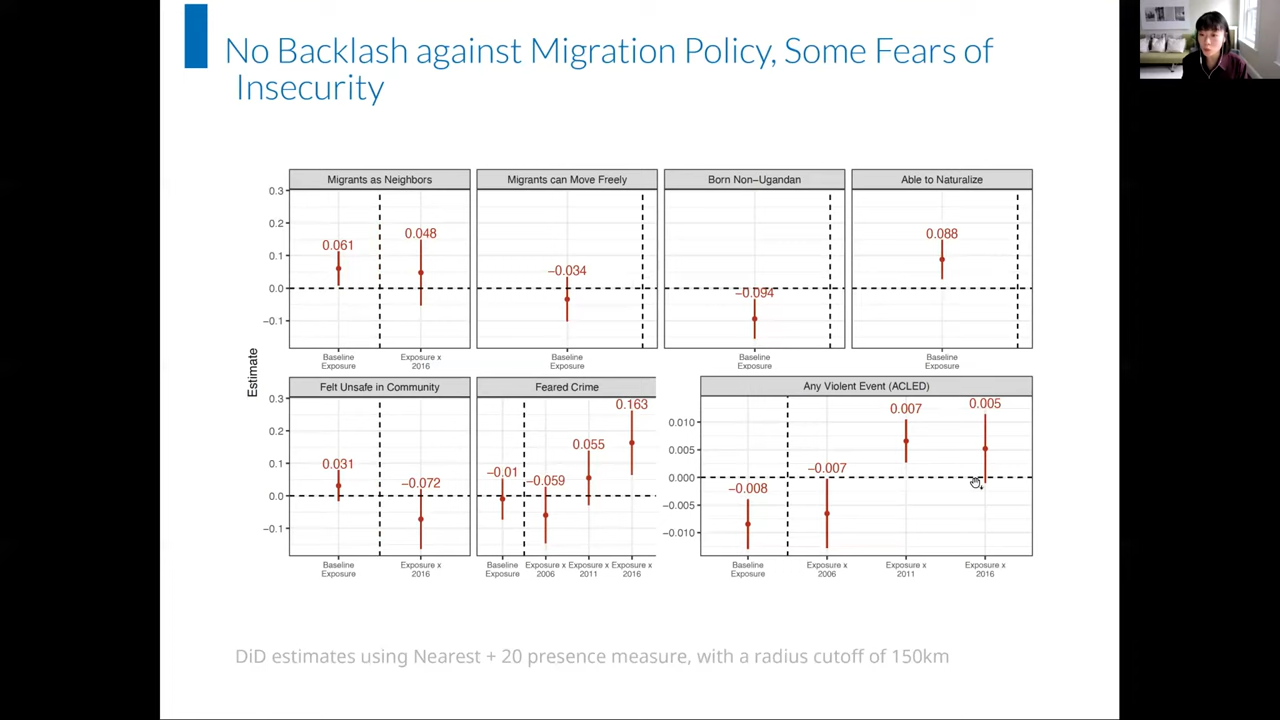 No Backlash against Migration Policy, Some Fears of
Insecurity
Estimate
Migrants as Neighbors
0.3
0.2
0.1
0.0
−0.1
0.061
0.048
Baseline
Exposure
Exposure x
2016
Migrants can Move Freely
−0.034
Baseline
Exposure
Born Non−Ugandan
−0.094
Baseline
Exposure
Able to Naturalize
0.088
Baseline
Exposure
Felt Unsafe in Community
0.3
0.2
0.1
0.0
−0.1
0.031
−0.072
Baseline
Exposure
Exposure x
2016
Feared Crime
−0.01
−0.059
0.055
0.163
Baseline
Exposure
Exposure x
2006
Exposure x
2011
Exposure x
2016
Any Violent Event (ACLED)
0.010
0.005
0.000
−0.005
−0.010
−0.008
−0.007
0.007
0.005
Baseline
Exposure
Exposure x
2006
Exposure x
2011
Exposure x
2016
DiD estimates using Nearest + 20 presence measure, with a radius cutoff of 150km